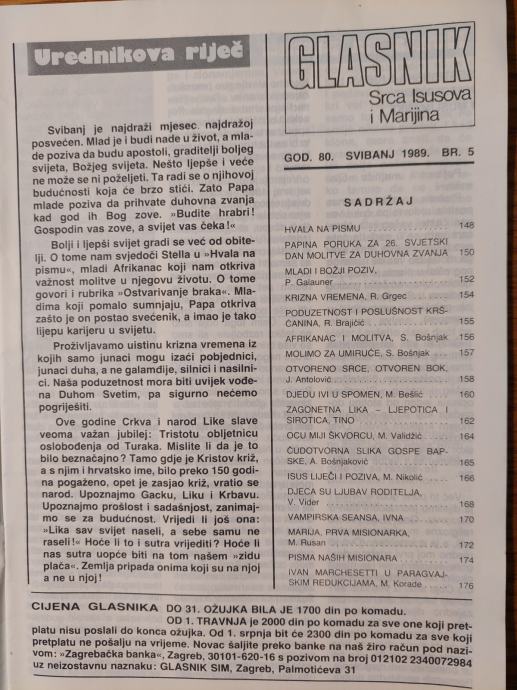 Urednikova riječ
Svibanj je najdraži mjesec najdražoj
posvećen. Mlad je i budi nade u život, a mla-
de poziva da budu apostoli, graditelji boljeg
svijeta, Božjeg svijeta. Nešto ljepše i veće
ne može se ni poželjeti. Ta radi se o njihovoj
budućnosti koja će brzo stići. Zato Papa
mlade poziva da prihvate duhovna zvanja
kad god ih Bog zove. »Budite hrabri!
Gospodin vas zove, a svijet vas čeka!«
Bolji i ljepši svijet gradi se već od obite-
lji. O tome nam svjedoči Stella u »Hvala na
pismu«, mladi Afrikanac koji nam otkriva
važnost molitve u njegovu životu. O tome
govori i rubrika »Ostvarivanje braka«. Mla-
dima koji pomalo sumnjaju, Papa otkriva
zašto je on postao svećenik, a imao je tako
lijepu karijeru u svijetu.
Proživljavamo uistinu krizna vremena iz
kojih samo junaci mogu izaći pobjednici,
junaci duha, a ne galamdije, silnici i nasilni-
ci. Naša poduzetnost mora biti uvijek vođe-
na Duhom Svetim, pa sigurno nećemo
pogriješiti.
Ove godine Crkva i narod Like slave
veoma važan jubilej: Tristotu obljetnicu
oslobođenja od Turaka. Mislite li da je to
bilo beznačajno? Tamo gdje je Kristov križ,
a s njim i hrvatsko ime, bilo preko 150 godina
pogaženo, opet je zasjao križ, vratio se
narod. Upoznajmo Gacku, Liku i Krbavu.
Upoznajmo prošlost i sadašnjost, zanimaj-
mo se za budućnost. Vrijedi li još ona:
»Lika sav svijet naseli, a sebe samu ne
raseli!« Hoće li to i sutra vrijediti? Hoće li
nas sutra uopće biti na tom našem »zidu
plača«. Zemlja pripada onima koji su na njoj
a ne u njoj!
GLASNIK
Srca Isusova
i Marijina
GOD. 80. SVIBANJ 1989. BR. 5
SADRŽAJ
HVALA NA PISMU 148
PAPINA PORUKA ZA 26. SVJETSKI
DAN MOLITVE ZA DUHOVNA ZVANJA 150
MLADI I BOŽJI POZIV,
P. Galauner 152
KRIZNA VREMENA, R. Grgec 154
PODUZETNOST I POSLUŠNOST KRŠ-
ĆANINA, R. Brajičić 155
AFRIKANAC I MOLITVA, S. Bošnjak 156
MOLIMO ZA UMIRUĆE, S. Bošnjak 157
OTVORENO SRCE, OTVOREN BOK,
J. Antolović 158
DJEDU IVI U SPOMEN, M. Bešlić 160
ZAGONETNA LIKA – LJEPOTICA I
SIROTICA, TINO 162
OCU MIJI ŠKVORCU, M. Validžić 164
ČUDOTVORNA SLIKA GOSPE BAP-
SKE, A. Bošnjaković 165
ISUS LIJEČI I POZIVA, M. Nikolić 166
DJECA SU LJUBAV RODITELJA,
V. Vider 168
VAMPIRSKA SEANSA, IVNA 170
MARIJA, PRVA MISIONARKA,
M. Rusan 172
PISMA NAŠIH MISIONARA 174
IVAN MARCHESETTI U PARAGVAJ-
SKIM REDUKCIJAMA, M. Korade 176
CIJENA GLASNIKA DO 31. OŽUJKA BILA JE 1700 din po komadu.
OD 1. TRAVNJA je 2000 din po komadu za sve one koji pret-
platu nisu poslali do konca ožujka. Od 1. srpnja bit će 2300 din po komadu za sve koji
pretplatu ne pošalju na vrijeme. Novac šaljite preko banke na naš žiro račun pod nazi-
vom: »Zagrebačka banka«, Zagreb, 30101-620-16 s pozivom na broj 012102 2340072984
uz neizostavnu naznaku: GLASNIK SIM, Zagreb, Palmotićeva 31